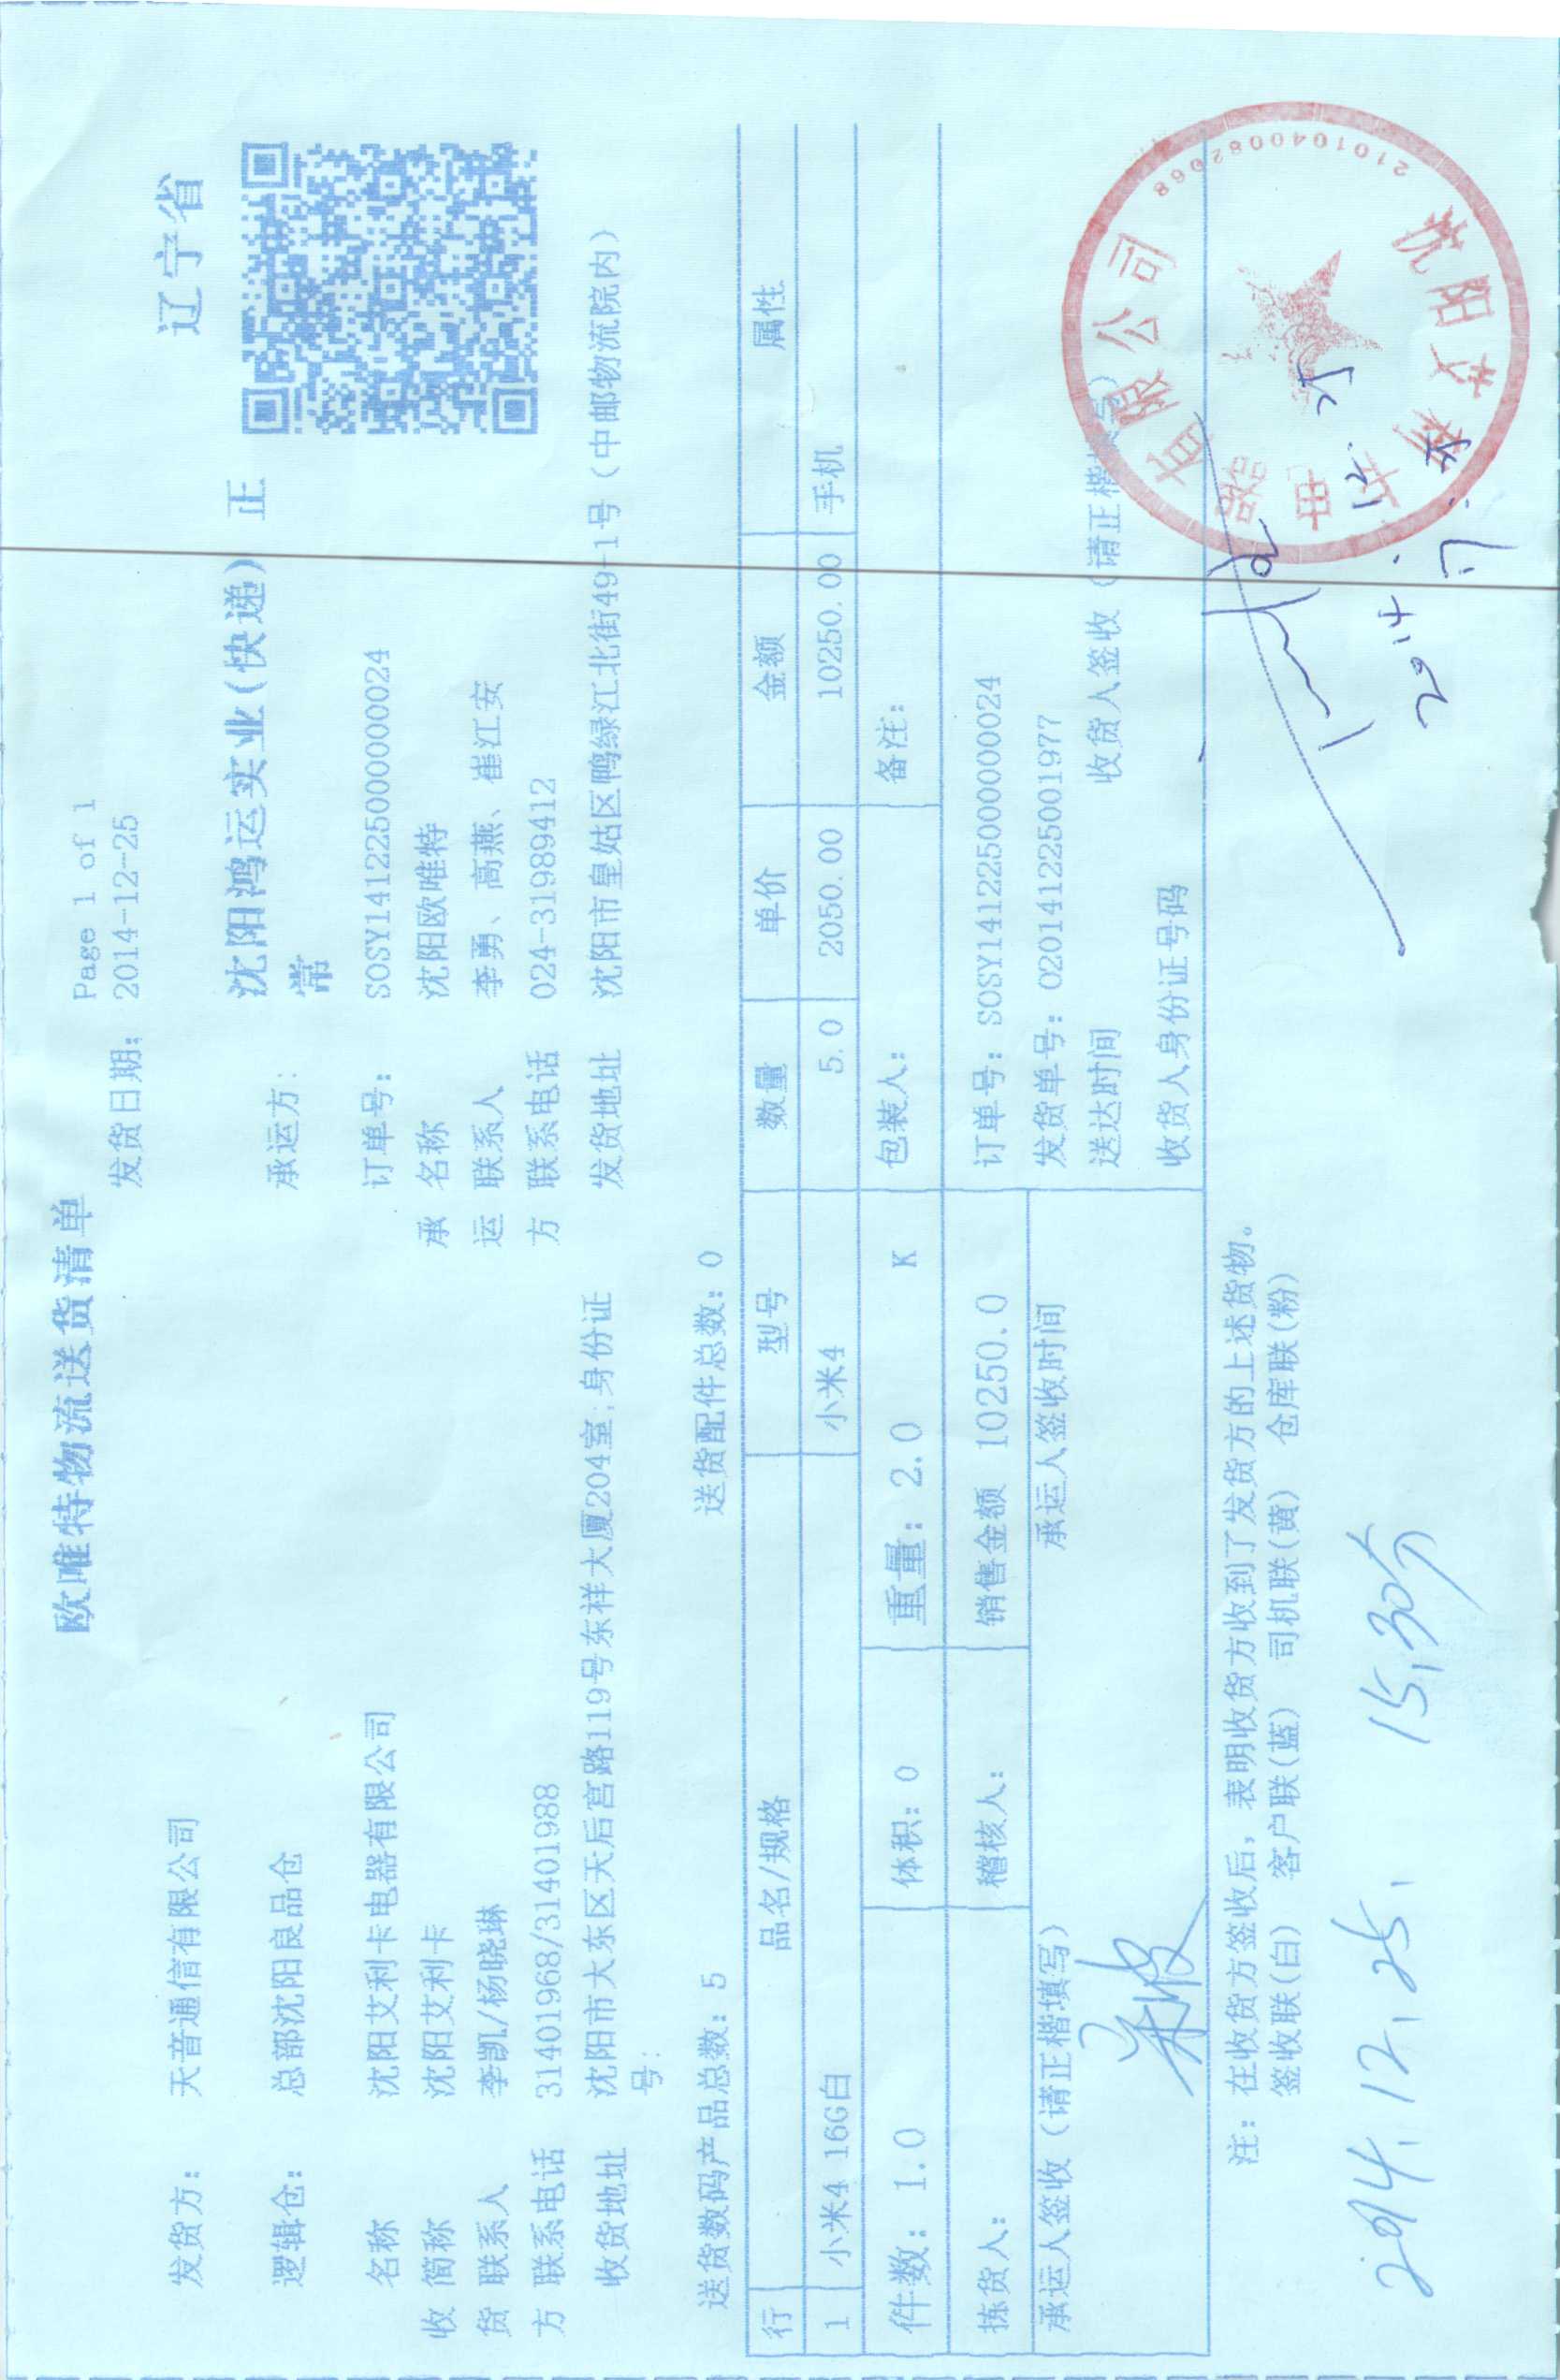 欧唯特物流送货清单
Page 1 of 1
发货日期: 2014-12-25
辽宁省
发货方: 天音通信有限公司
承运方: 沈阳鸿运实业(快递) 正常
逻辑仓: 总部沈阳良品仓
订单号: SOSY141225000000024
收货方
名称 沈阳艾利卡电器有限公司
简称 沈阳艾利卡
联系人 李凯/杨晓琳
联系电话 31401968/31401988
收货地址 沈阳市大东区天后宫路119号东祥大厦204室;身份证号:
承运方
名称 沈阳欧唯特
联系人 李勇、高燕、崔江安
联系电话 024-31989412
发货地址 沈阳市皇姑区鸭绿江北街49-1号(中邮物流院内)
送货数码产品总数: 5 送货配件总数: 0
行 品名/规格 型号 数量 单价 金额 属性
1 小米4 16G白 小米4 5.0 2050.00 10250.00 手机
件数: 1.0 体积: 0 重量: 2.0 K 包装人: 备注:
拣货人: 稽核人: 销售金额 10250.0 订单号: SOSY141225000000024
发货单号: O20141225001977
承运人签收(请正楷填写) 承运人签收时间 送达时间 收货人签收(请正楷填写)
收货人身份证号码
注: 在收货方签收后, 表明收货方收到了发货方的上述货物。
签收联(白) 客户联(蓝) 司机联(黄) 仓库联(粉)
2014.12.25. 15.30分
2014.12.25
沈阳艾利卡电器有限公司
2101040082068